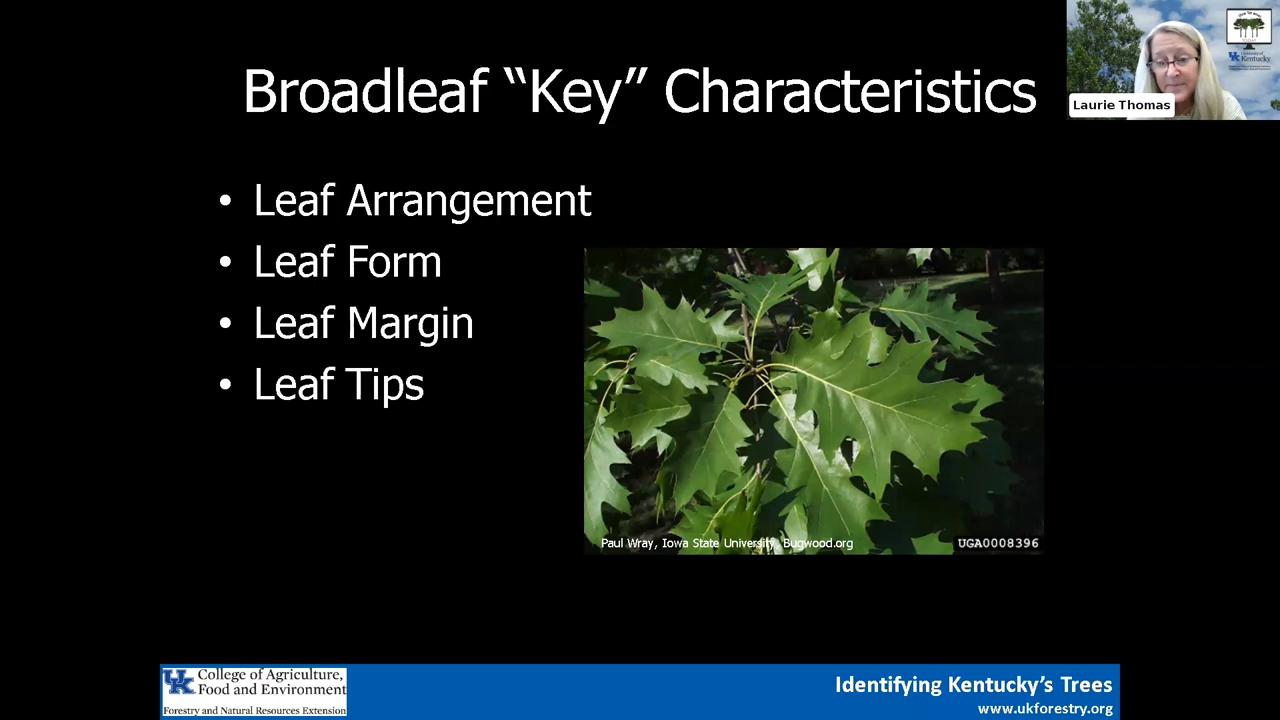 Broadleaf “Key” Characteristics
Laurie Thomas
Kentucky
• Leaf Arrangement
• Leaf Form
• Leaf Margin
• Leaf Tips
Paul Wray, Iowa State University, Bugwood.org
UGA0008396
UK College of Agriculture,
Food and Environment
Forestry and Natural Resources Extension
Identifying Kentucky’s Trees
www.ukforestry.org